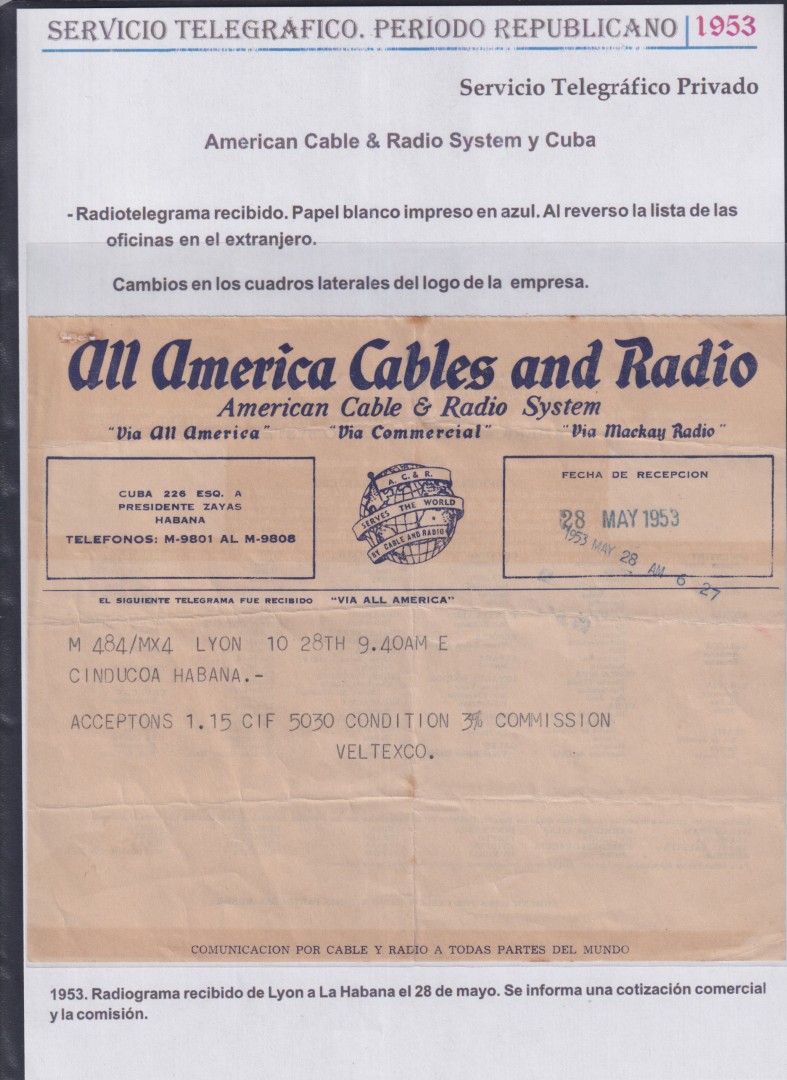 SERVICIO TELEGRÁFICO. PERÍODO REPUBLICANO | 1953
Servicio Telegráfico Privado
American Cable & Radio System y Cuba
- Radiotelegrama recibido. Papel blanco impreso en azul. Al reverso la lista de las
oficinas en el extranjero.
Cambios en los cuadros laterales del logo de la empresa.
All America Cables and Radio
American Cable & Radio System
"Via All America" "Via Commercial" "Via Mackay Radio"
CUBA 226 ESQ. A
PRESIDENTE ZAYAS
HABANA
TELEFONOS: M-9801 AL M-9808
A. C. & R.
SERVES THE WORLD
BY CABLE AND RADIO
FECHA DE RECEPCION
28 MAY 1953
1953 MAY 28 AM 6 27
EL SIGUIENTE TELEGRAMA FUE RECIBIDO "VIA ALL AMERICA"
M 484/MX4 LYON 10 28TH 9.40AM E
CINDUCOA HABANA.-
ACCEPTONS 1.15 CIF 5030 CONDITION 3% COMMISSION
VELTEXCO.
COMUNICACION POR CABLE Y RADIO A TODAS PARTES DEL MUNDO
1953. Radiograma recibido de Lyon a La Habana el 28 de mayo. Se informa una cotización comercial
y la comisión.